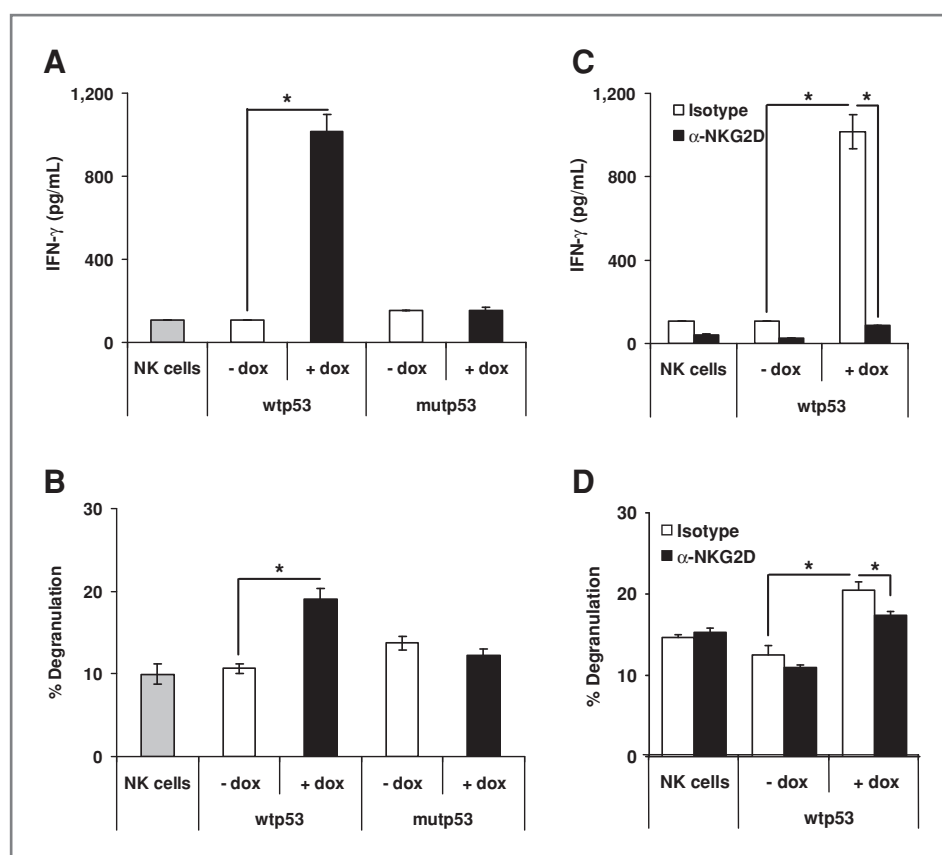 A
1,200
800
400
0
IFN-γ (pg/mL)
*
NK cells - dox + dox - dox + dox
wtp53 mutp53
C
1,200
800
400
0
IFN-γ (pg/mL)
* *
Isotype
α-NKG2D
NK cells - dox + dox
wtp53
B
30
20
10
0
% Degranulation
*
NK cells - dox + dox - dox + dox
wtp53 mutp53
D
30
20
10
0
% Degranulation
Isotype
α-NKG2D
* *
NK cells - dox + dox
wtp53